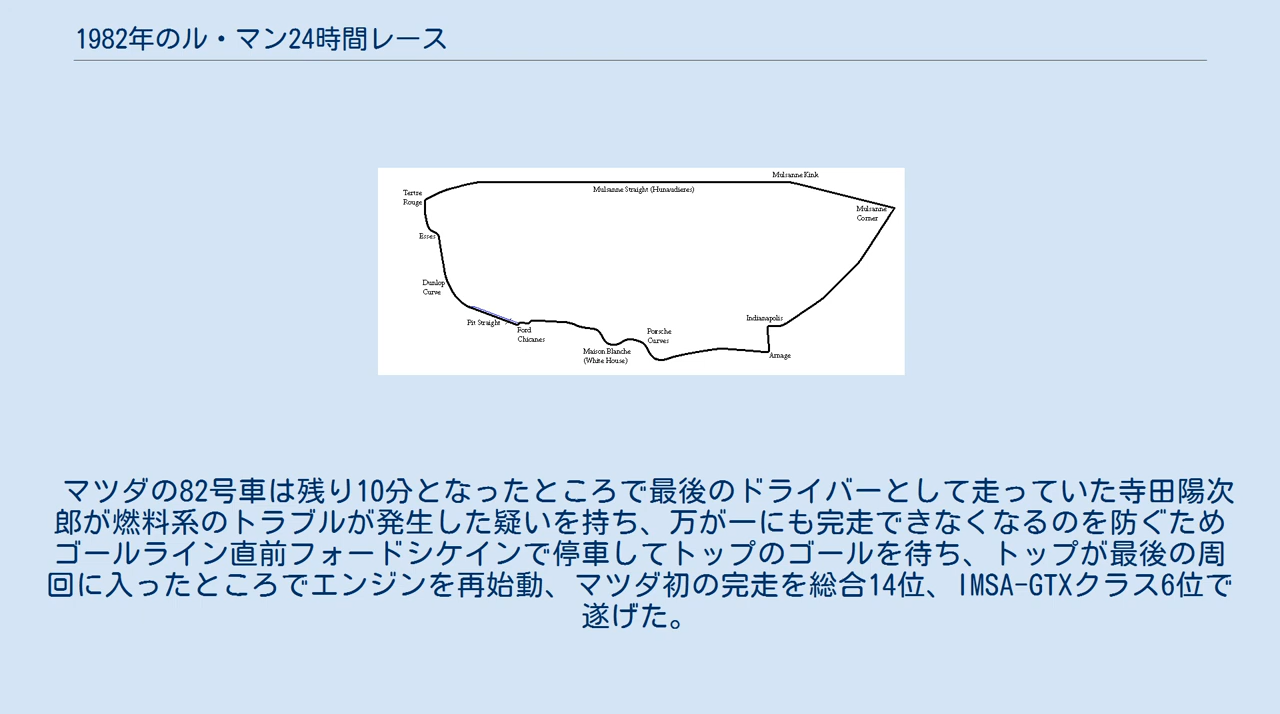 1982年のル・マン24時間レース
Mulsanne Kink
Tertre
Rouge
Mulsanne Straight (Hunaudieres)
Mulsanne
Corner
Esses
Dunlop
Curve
Pit Straight
Ford
Chicanes
Indianapolis
Porsche
Curves
Maison Blanche
(White House)
Arnage
マツダの82号車は残り10分となったところで最後のドライバーとして走っていた寺田陽次
郎が燃料系のトラブルが発生した疑いを持ち、万が一にも完走できなくなるのを防ぐため
ゴールライン直前フォードシケインで停車してトップのゴールを待ち、トップが最後の周
回に入ったところでエンジンを再始動、マツダ初の完走を総合14位、IMSA-GTXクラス6位で
遂げた。